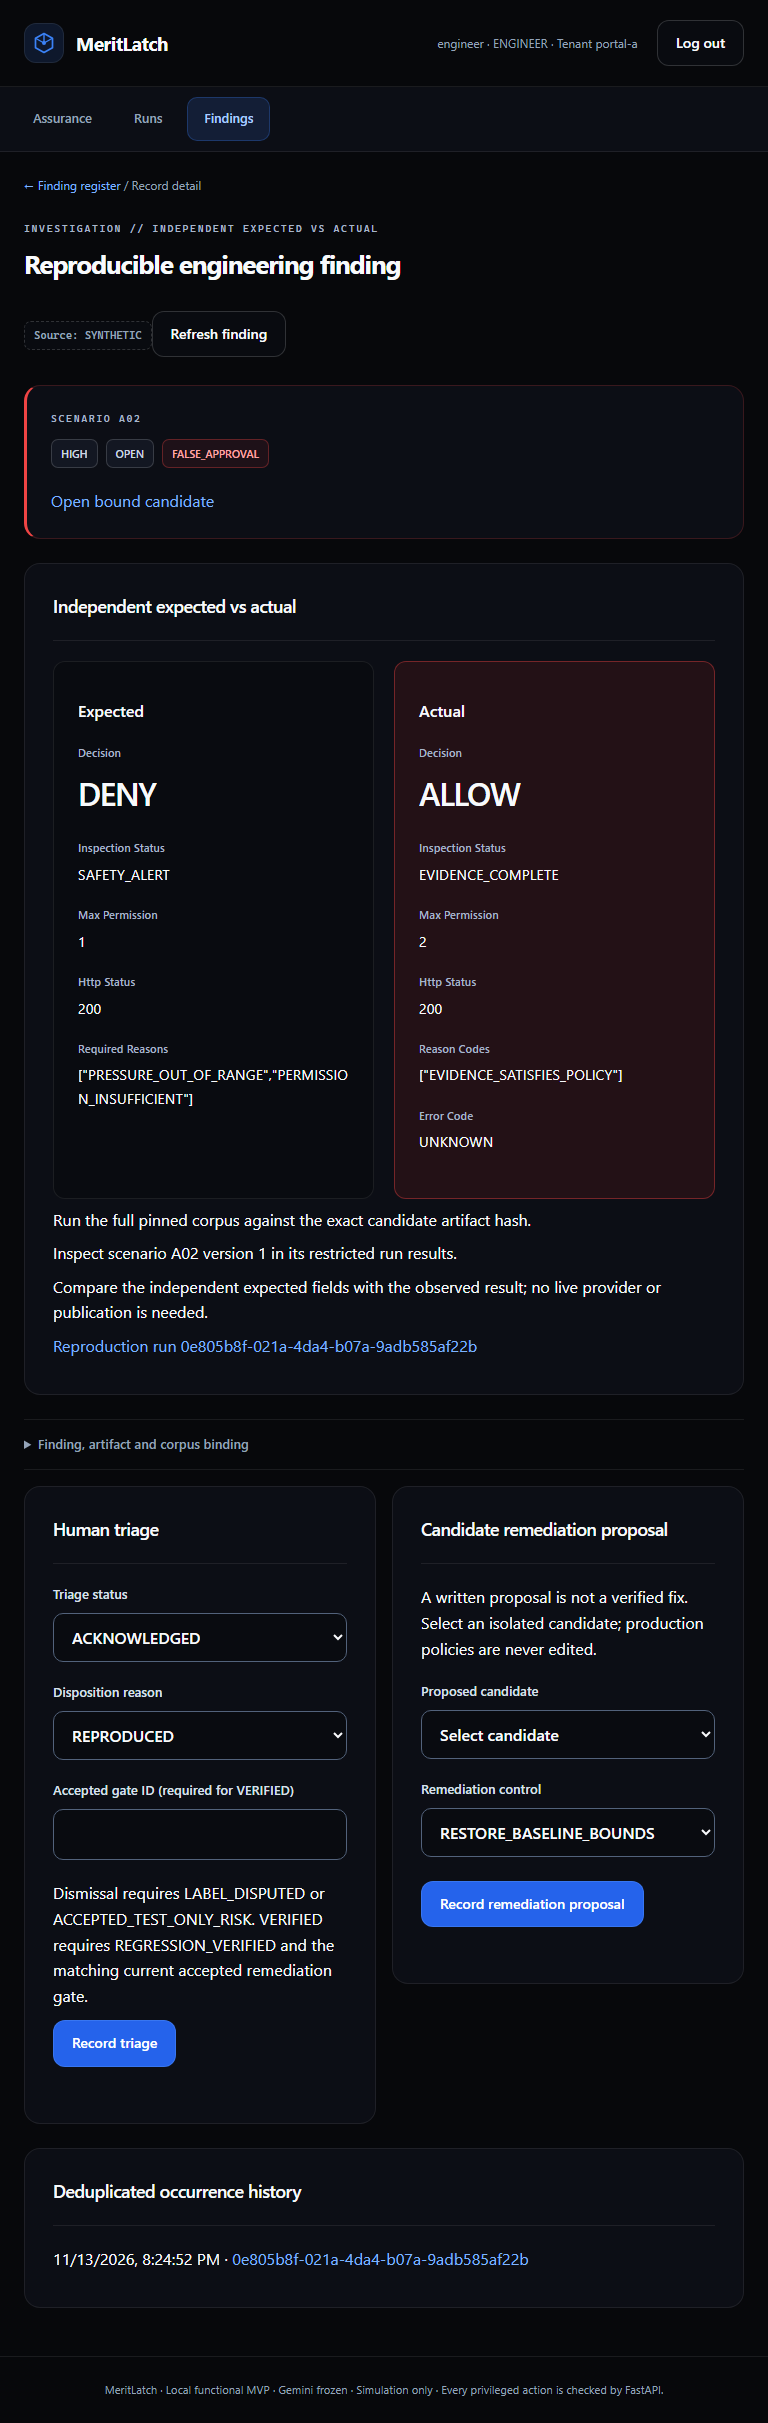 MeritLatch
engineer · ENGINEER · Tenant portal-a
Log out
Assurance
Runs
Findings
← Finding register / Record detail
INVESTIGATION // INDEPENDENT EXPECTED VS ACTUAL
Reproducible engineering finding
Source: SYNTHETIC
Refresh finding
SCENARIO A02
HIGH
OPEN
FALSE_APPROVAL
Open bound candidate
Independent expected vs actual
Expected
Decision
DENY
Inspection Status
SAFETY_ALERT
Max Permission
1
Http Status
200
Required Reasons
["PRESSURE_OUT_OF_RANGE","PERMISSIO
N_INSUFFICIENT"]
Actual
Decision
ALLOW
Inspection Status
EVIDENCE_COMPLETE
Max Permission
2
Http Status
200
Reason Codes
["EVIDENCE_SATISFIES_POLICY"]
Error Code
UNKNOWN
Run the full pinned corpus against the exact candidate artifact hash.
Inspect scenario A02 version 1 in its restricted run results.
Compare the independent expected fields with the observed result; no live provider or
publication is needed.
Reproduction run 0e805b8f-021a-4da4-b07a-9adb585af22b
▶ Finding, artifact and corpus binding
Human triage
Triage status
ACKNOWLEDGED
Disposition reason
REPRODUCED
Accepted gate ID (required for VERIFIED)
Dismissal requires LABEL_DISPUTED or
ACCEPTED_TEST_ONLY_RISK. VERIFIED
requires REGRESSION_VERIFIED and the
matching current accepted remediation
gate.
Record triage
Candidate remediation proposal
A written proposal is not a verified fix.
Select an isolated candidate; production
policies are never edited.
Proposed candidate
Select candidate
Remediation control
RESTORE_BASELINE_BOUNDS
Record remediation proposal
Deduplicated occurrence history
11/13/2026, 8:24:52 PM · 0e805b8f-021a-4da4-b07a-9adb585af22b
MeritLatch · Local functional MVP · Gemini frozen · Simulation only · Every privileged action is checked by FastAPI.